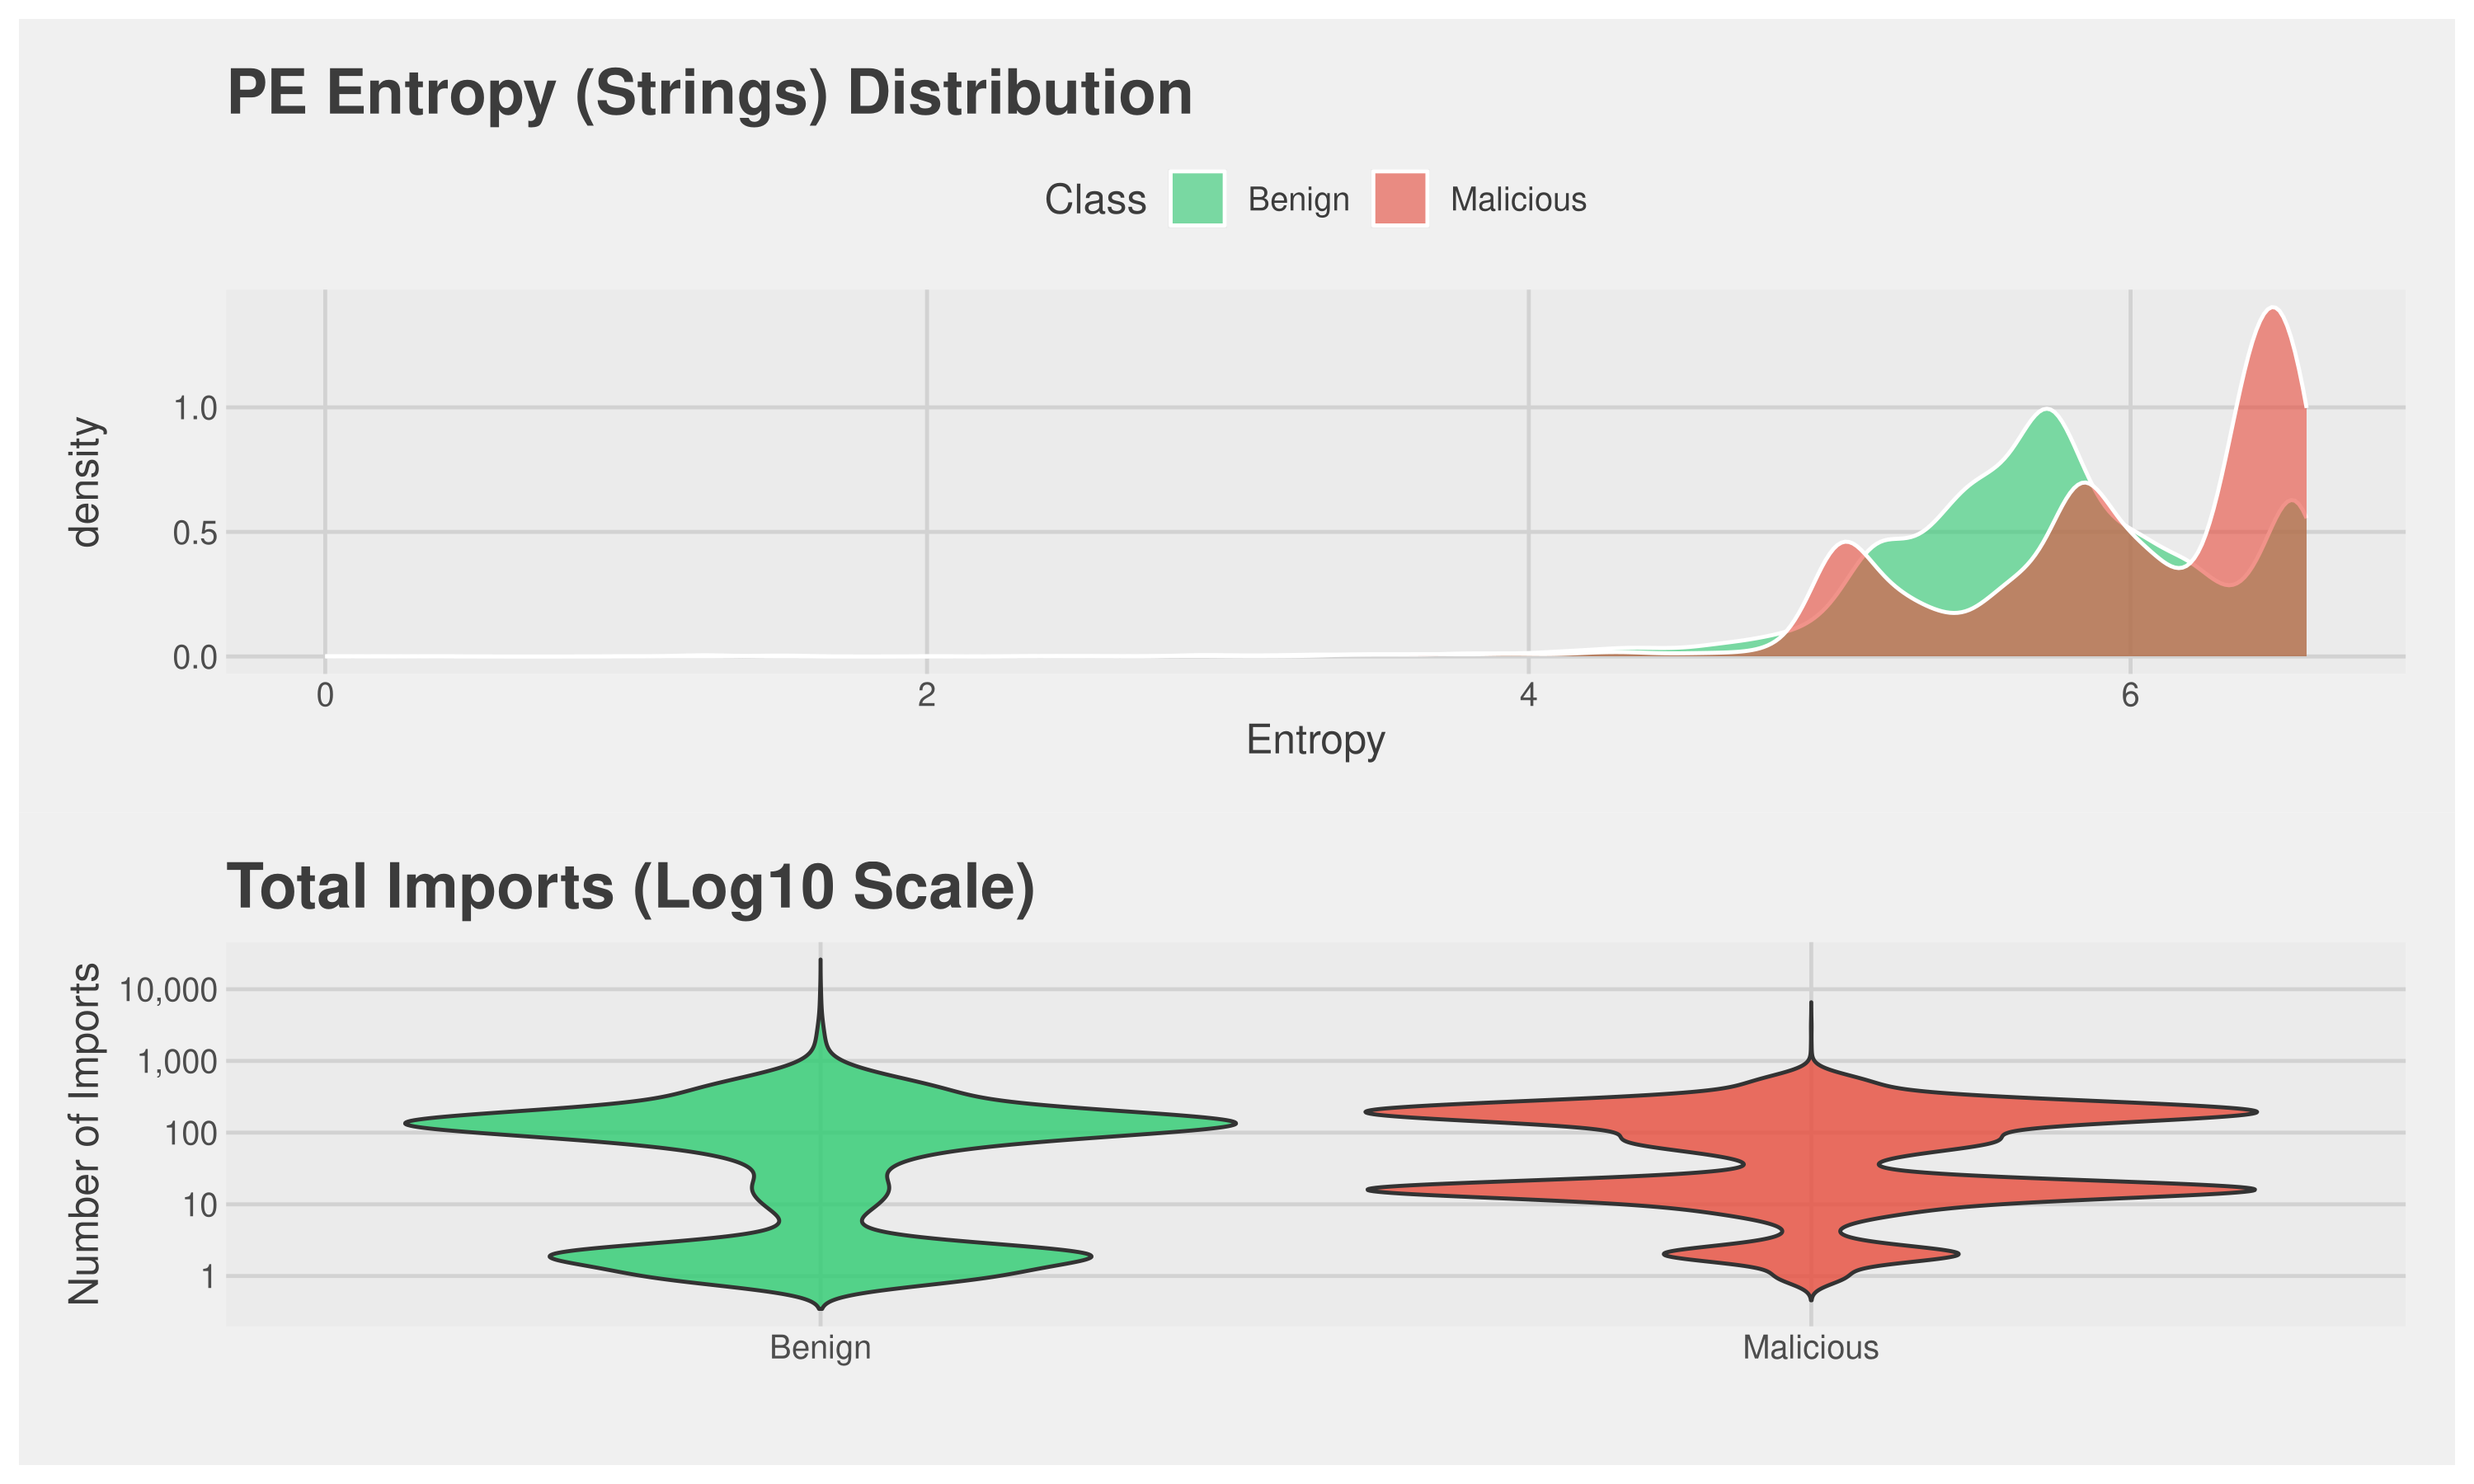 PE Entropy (Strings) Distribution
Class Benign Malicious
density
1.0
0.5
0.0
0 2 4 6
Entropy
Total Imports (Log10 Scale)
Number of Imports
10,000
1,000
100
10
1
Benign Malicious